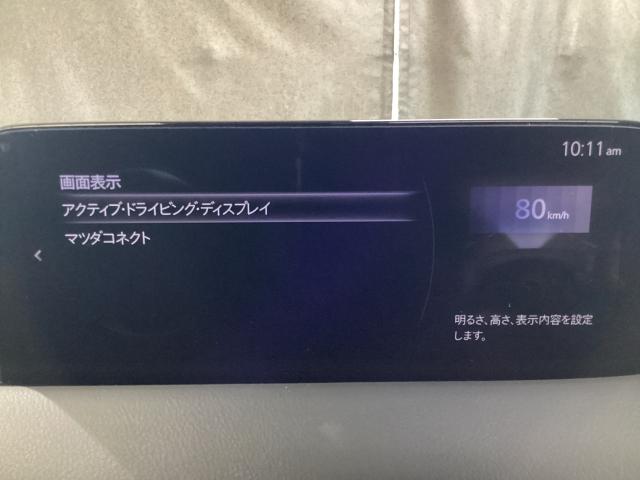 10:11am
画面表示
アクティブ・ドライビング・ディスプレイ
マツダコネクト
80km/h
明るさ、高さ、表示内容を設定
します。